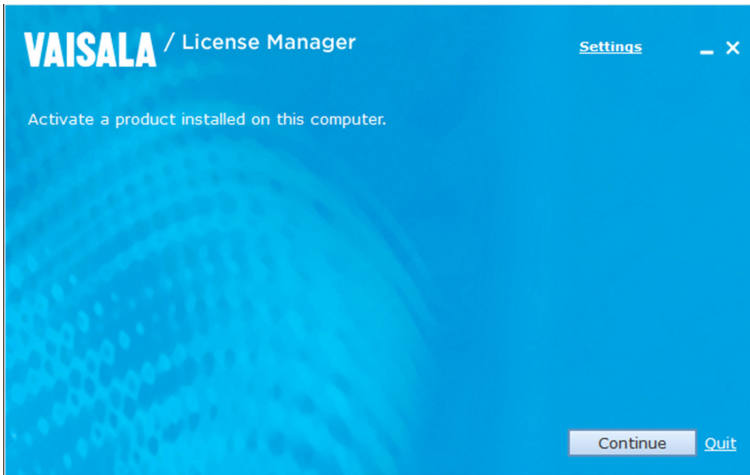 VAISALA / License Manager
Settings
Activate a product installed on this computer.
Continue
Quit